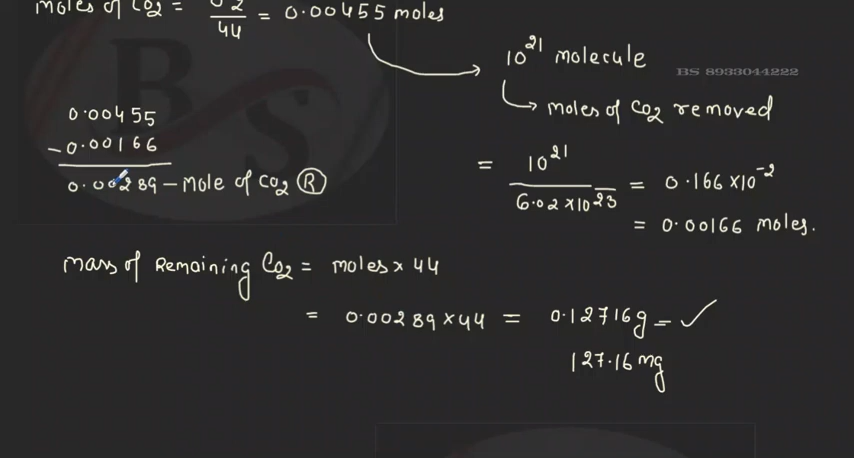 moles of CO2 = 0.2/44 = 0.00455 moles
10^21 molecule
BS 8933044222
moles of CO2 removed
0.00455
-0.00166
0.00289 - Mole of CO2 (R)
= 10^21/6.02×10^23 = 0.166×10^-2
= 0.00166 moles.
mass of Remaining CO2 = moles × 44
= 0.00289 × 44 = 0.12716g = ✓
127.16 mg